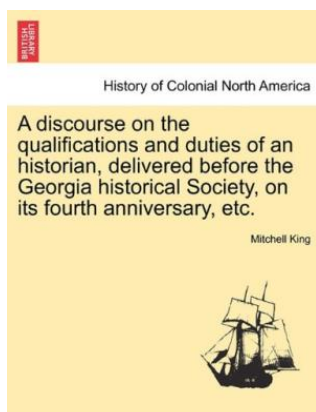 BRITISH
LIBRARY
History of Colonial North America
A discourse on the
qualifications and duties of an
historian, delivered before the
Georgia historical Society, on
its fourth anniversary, etc.
Mitchell King